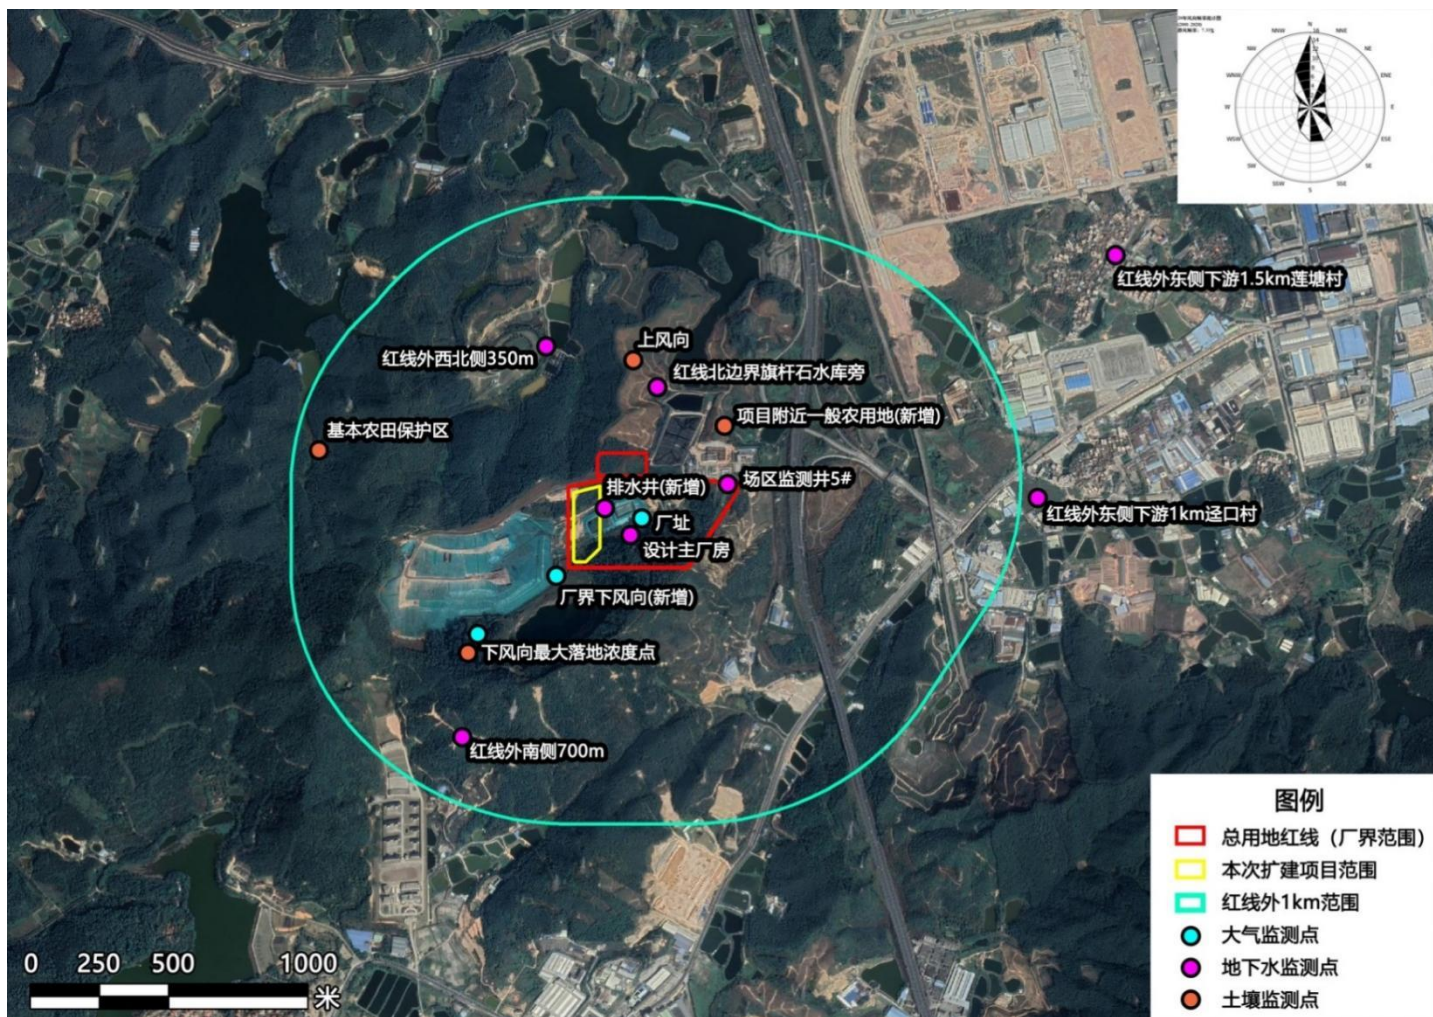 N
NNE
NE
ENE
E
ESE
SE
SSE
S
SSW
SW
WSW
W
WNW
NW
NNW
红线外东侧下游1.5km莲塘村
上风向
红线外西北侧350m
红线北边界旗杆石水库旁
项目附近一般农用地(新增)
基本农田保护区
场区监测井5#
排水井(新增)
红线外东侧下游1km迳口村
厂址
设计主厂房
厂界下风向(新增)
下风向最大落地浓度点
红线外南侧700m
图例
总用地红线（厂界范围）
本次扩建项目范围
红线外1km范围
大气监测点
地下水监测点
土壤监测点
0 250 500 1000
米